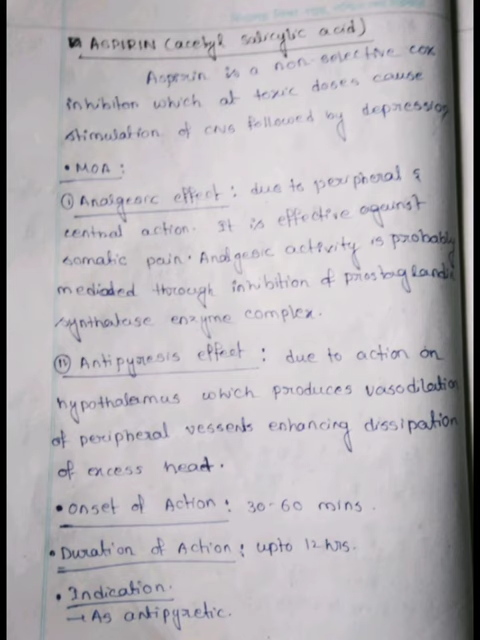 ASPIRIN (acetyl salicylic acid)
Aspirin is a non-selective cox
inhibiton which at toxic doses cause
stimulation of cns followed by depression
• MOA :
(i) Analgesic effect : due to peripheral &
central action. It is effective against
somatic pain. Analgesic activity is probably
mediaded through inhibition of prostaglandi
synthatase enzyme complex.
(ii) Antipyresis effect : due to action on
hypothalamus which produces vasodilation
of peripheral vessents enhancing dissipation
of excess heat.
• Onset of Action : 30-60 mins.
• Duration of Action : upto 12 hrs.
• Indication.
→ As antipyretic.